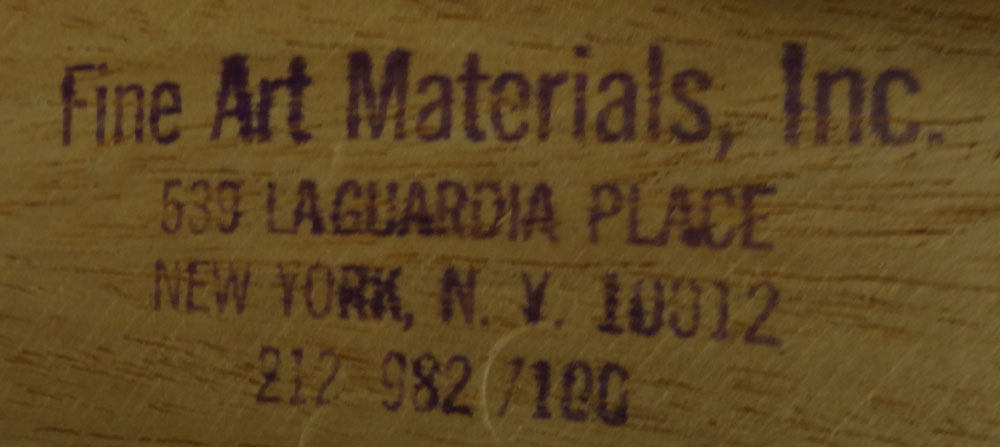 Fine Art Materials, Inc.
539 LAGUARDIA PLACE
NEW YORK, N. Y. 10012
212 982 7100